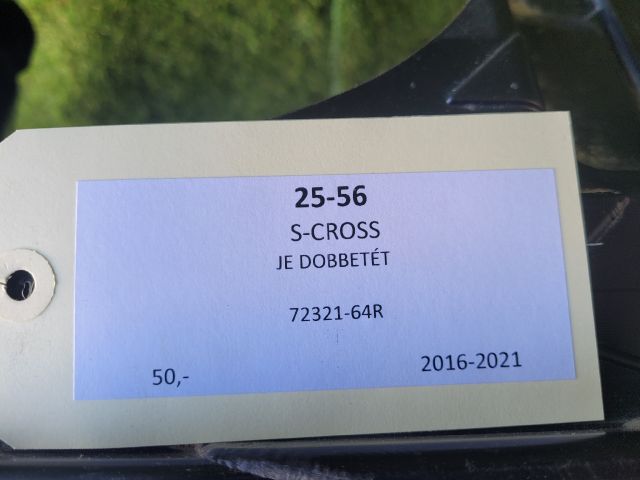 25-56
S-CROSS
JE DOBBETÉT
72321-64R
50,- 2016-2021